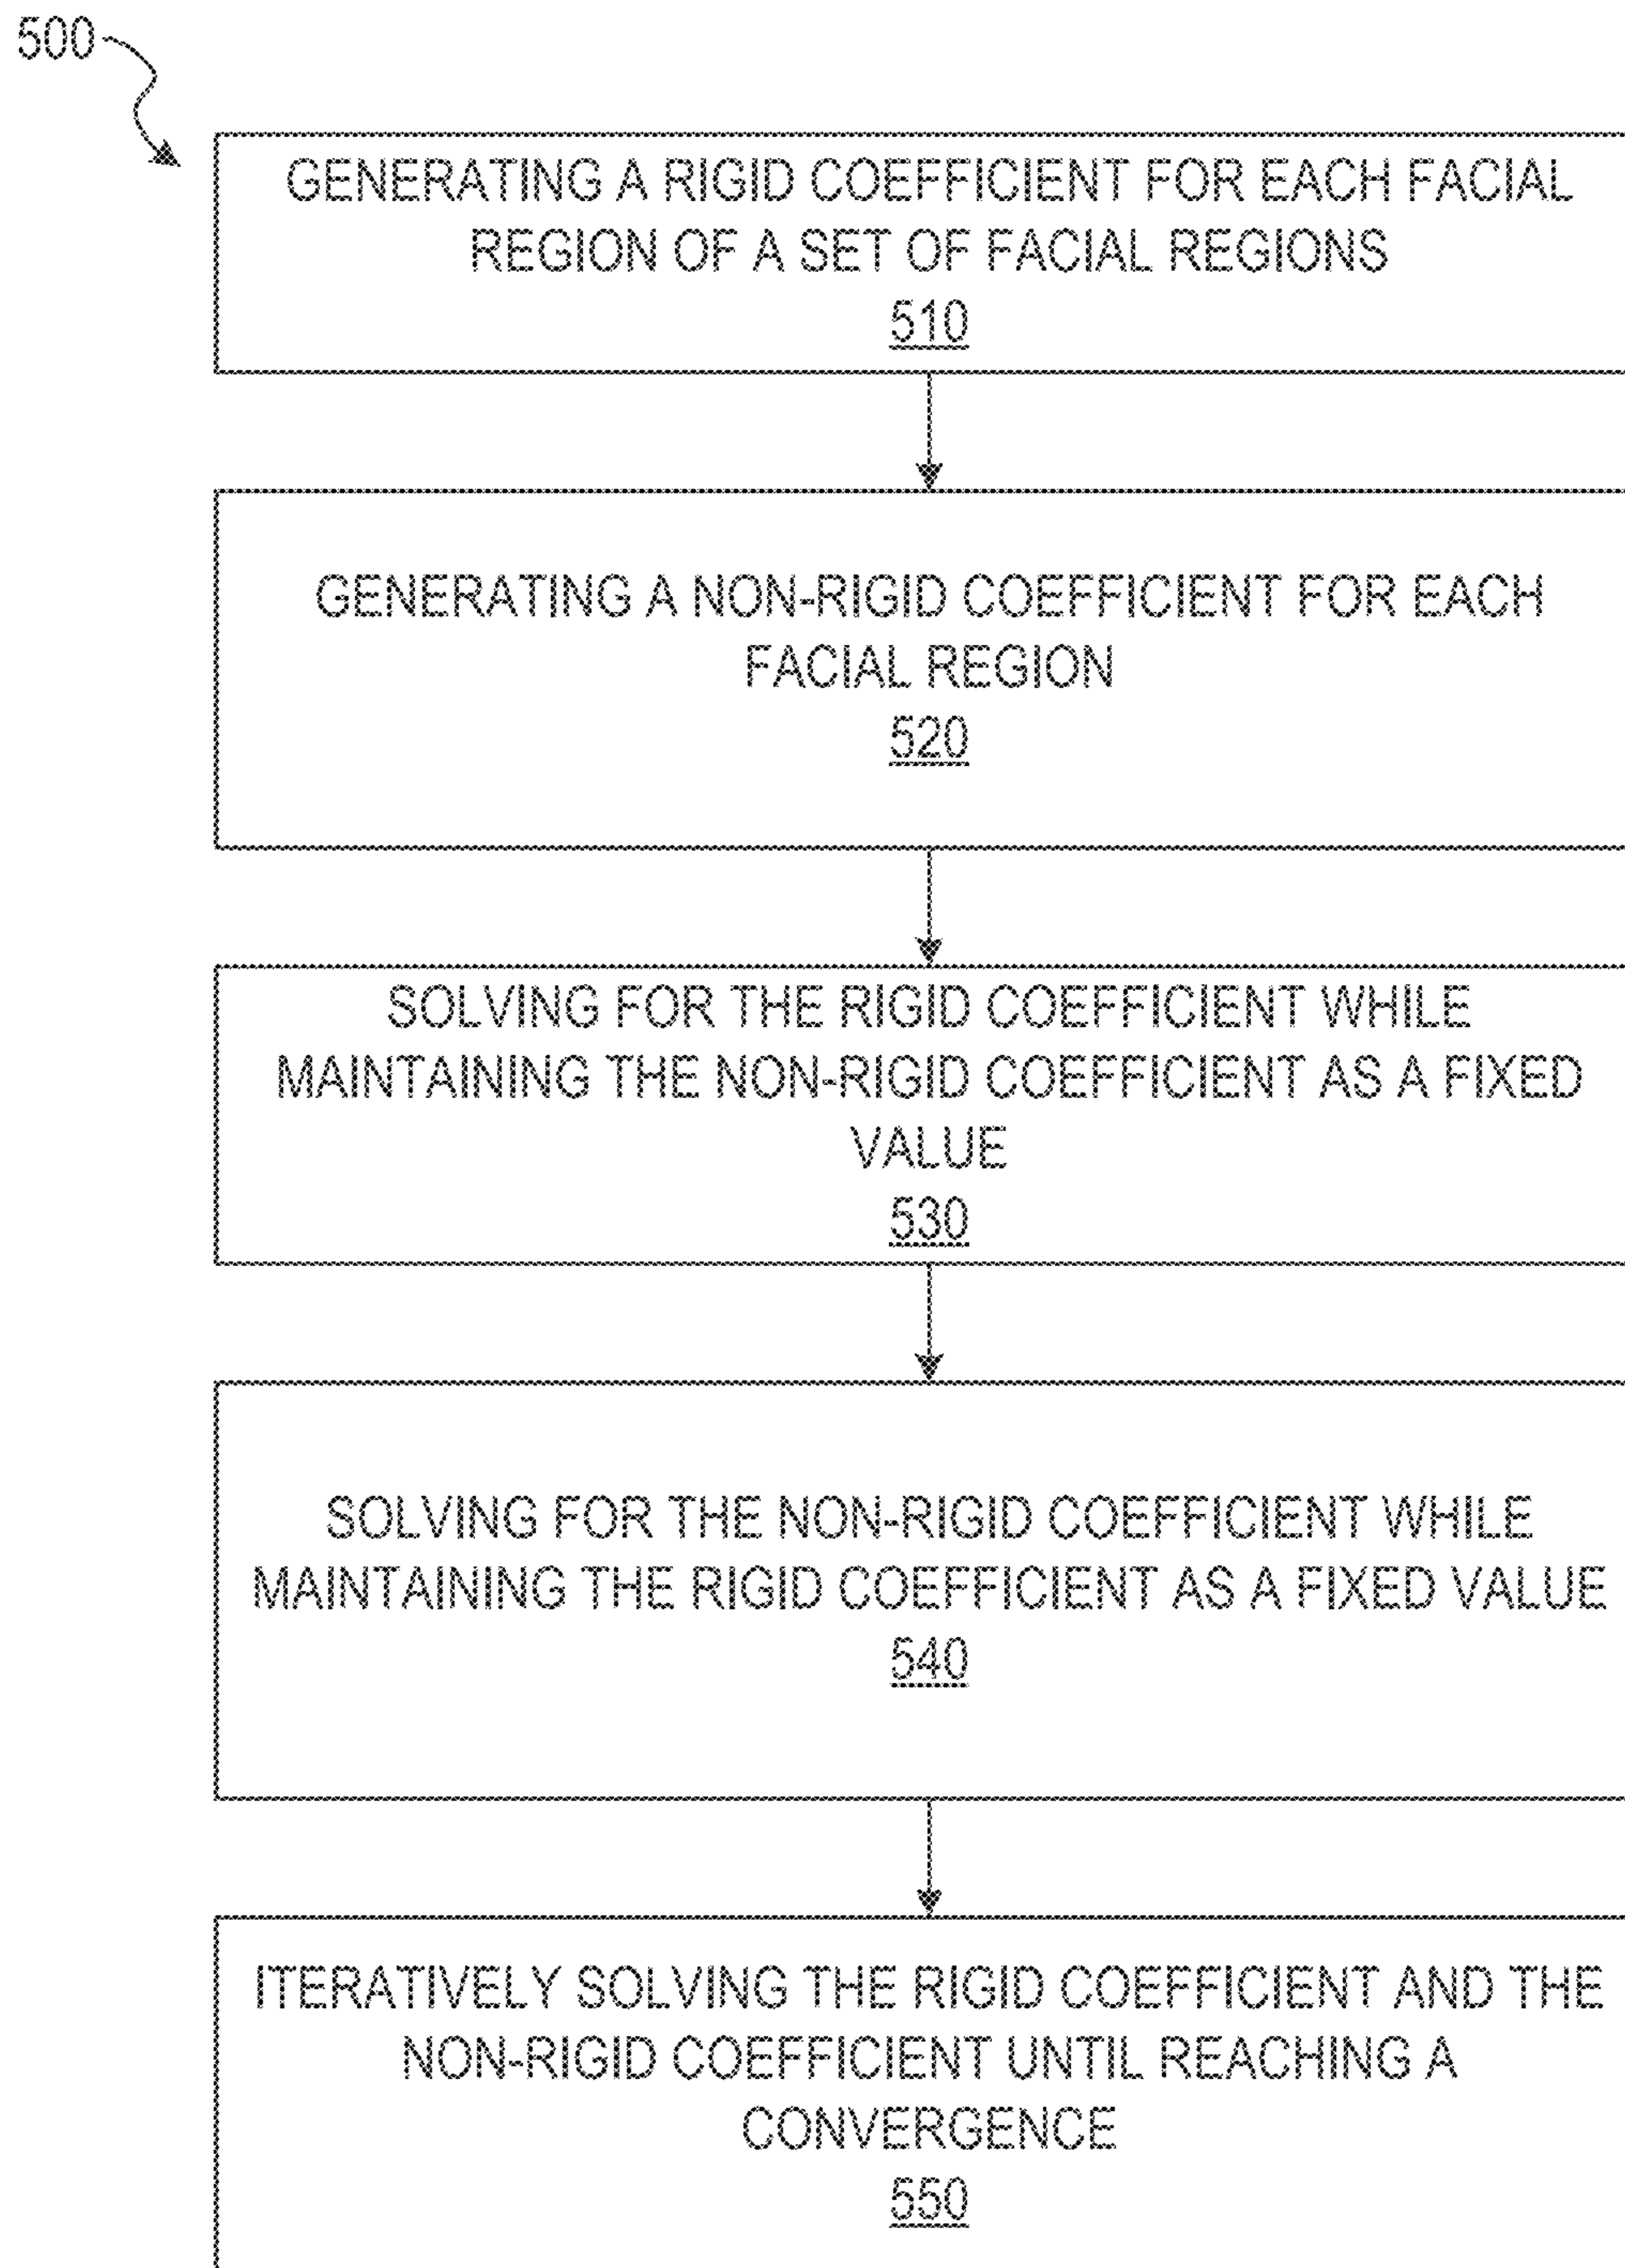 500
GENERATING A RIGID COEFFICIENT FOR EACH FACIAL
REGION OF A SET OF FACIAL REGIONS
510
GENERATING A NON-RIGID COEFFICIENT FOR EACH
FACIAL REGION
520
SOLVING FOR THE RIGID COEFFICIENT WHILE
MAINTAINING THE NON-RIGID COEFFICIENT AS A FIXED
VALUE
530
SOLVING FOR THE NON-RIGID COEFFICIENT WHILE
MAINTAINING THE RIGID COEFFICIENT AS A FIXED VALUE
540
ITERATIVELY SOLVING THE RIGID COEFFICIENT AND THE
NON-RIGID COEFFICIENT UNTIL REACHING A
CONVERGENCE
550